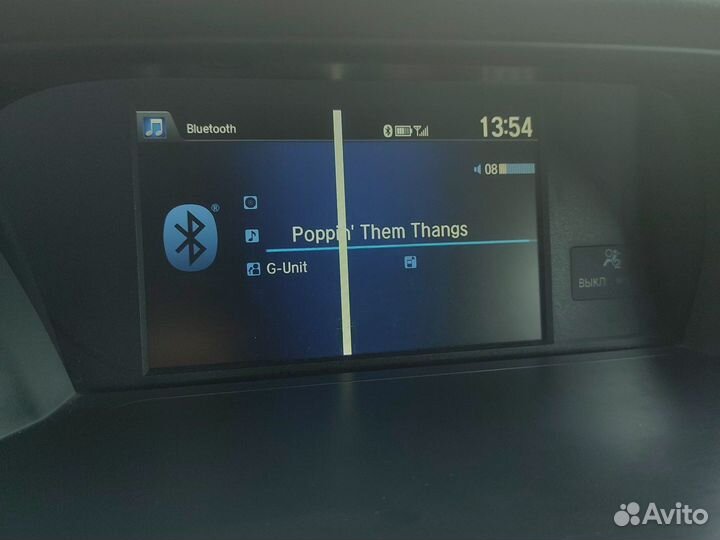 Bluetooth
13:54
08
®
Poppin' Them Thangs
G-Unit
ВЫКЛ
Avito